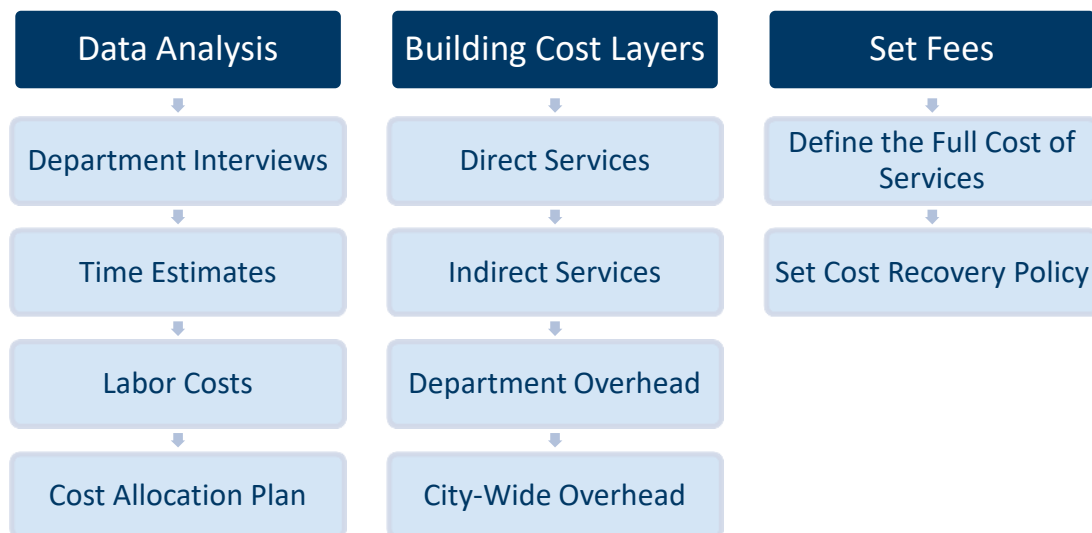 Data Analysis
Department Interviews
Time Estimates
Labor Costs
Cost Allocation Plan
Building Cost Layers
Direct Services
Indirect Services
Department Overhead
City-Wide Overhead
Set Fees
Define the Full Cost of
Services
Set Cost Recovery Policy